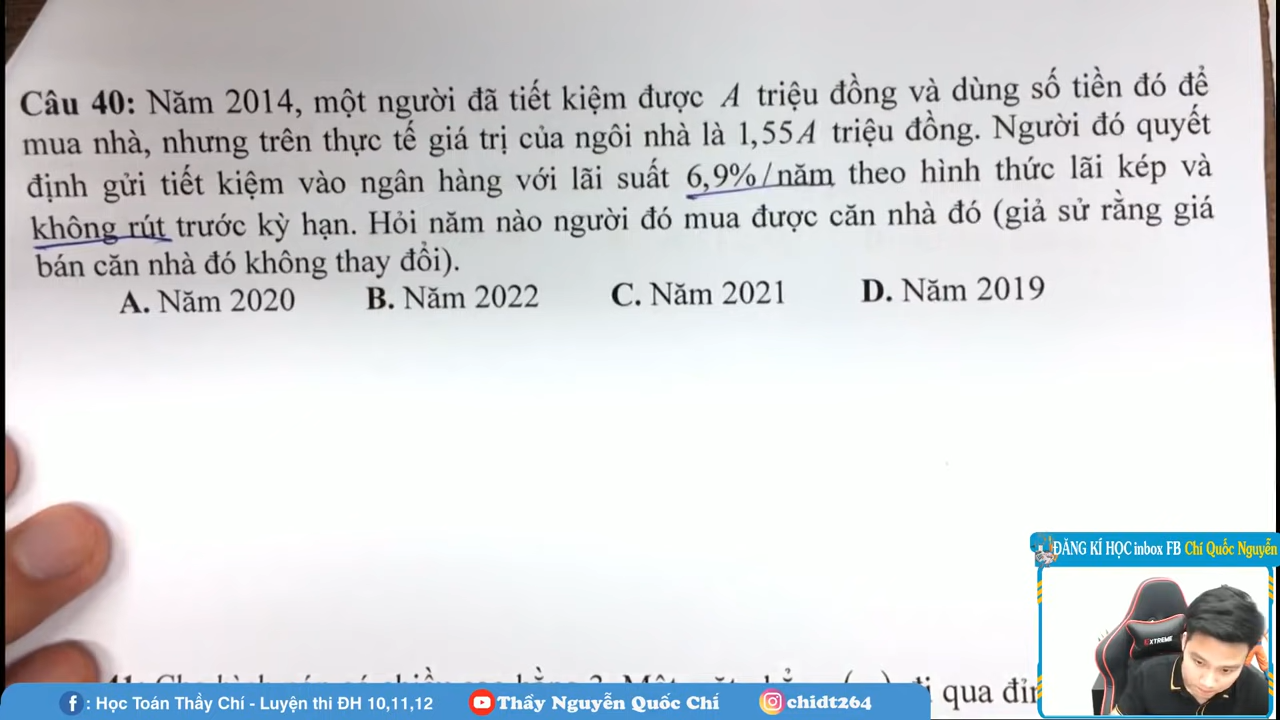 Câu 40: Năm 2014, một người đã tiết kiệm được A triệu đồng và dùng số tiền đó để
mua nhà, nhưng trên thực tế giá trị của ngôi nhà là 1,55A triệu đồng. Người đó quyết
định gửi tiết kiệm vào ngân hàng với lãi suất 6,9%/năm theo hình thức lãi kép và
không rút trước kỳ hạn. Hỏi năm nào người đó mua được căn nhà đó (giả sử rằng giá
bán căn nhà đó không thay đổi).
A. Năm 2020 B. Năm 2022 C. Năm 2021 D. Năm 2019
ĐĂNG KÍ HỌC inbox FB Chí Quốc Nguyễn
EXTREME
qua đỉn
f : Học Toán Thầy Chí - Luyện thi ĐH 10,11,12 Thầy Nguyễn Quốc Chí chidt264